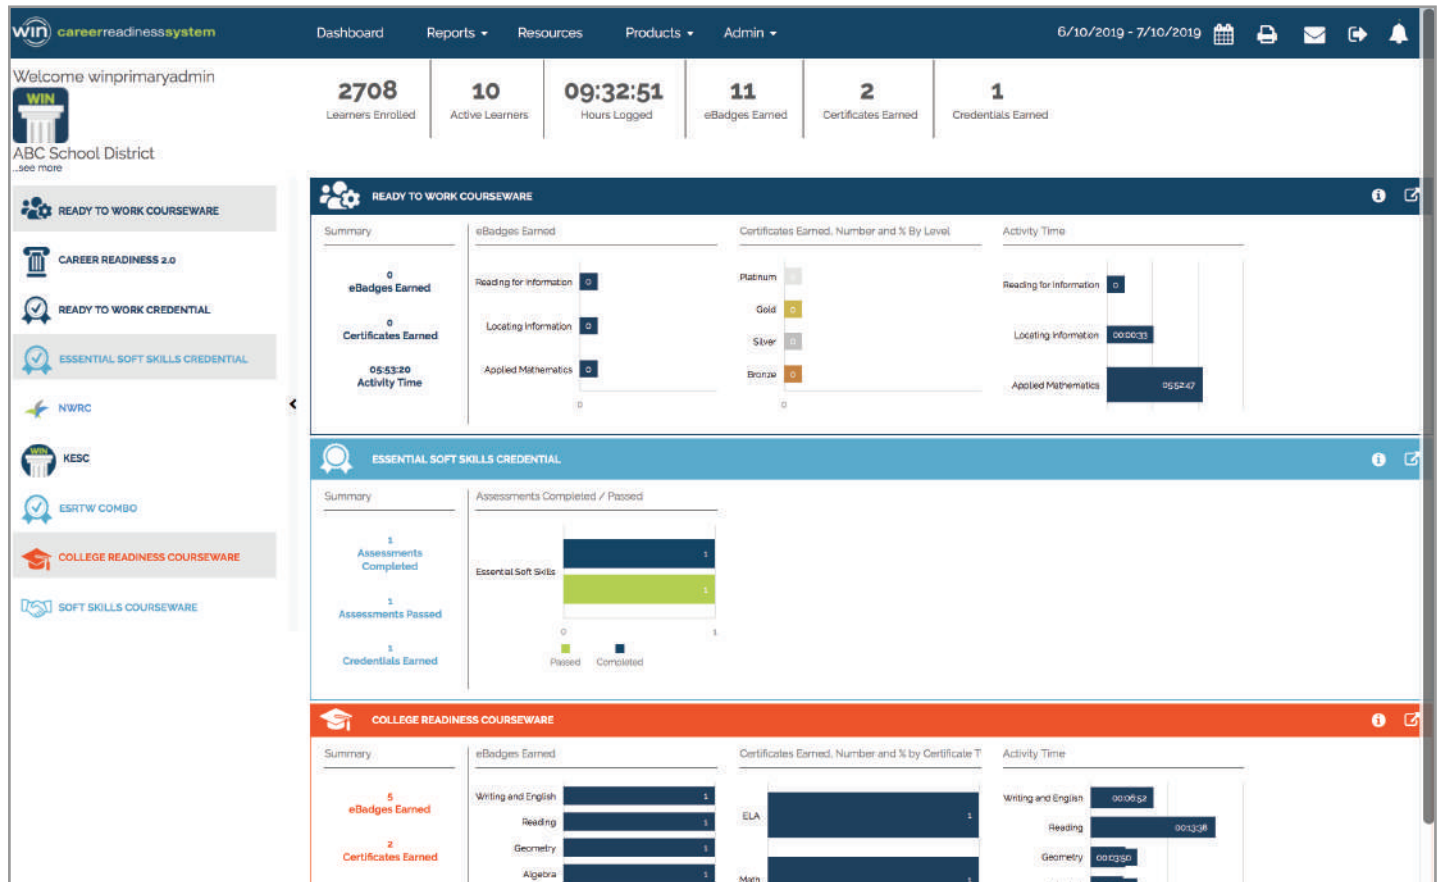 win careerreadinesssystem
Dashboard Reports Resources Products Admin
6/10/2019 - 7/10/2019
Welcome winprimaryadmin
WIN
ABC School District
...see more
2708
Learners Enrolled
10
Active Learners
09:32:51
Hours Logged
11
eBadges Earned
2
Certificates Earned
1
Credentials Earned
READY TO WORK COURSEWARE
CAREER READINESS 2.0
READY TO WORK CREDENTIAL
ESSENTIAL SOFT SKILLS CREDENTIAL
NWRC
WIN
KESC
ESRTW COMBO
COLLEGE READINESS COURSEWARE
SOFT SKILLS COURSEWARE
READY TO WORK COURSEWARE
Summary
0
eBadges Earned
0
Certificates Earned
05:53:20
Activity Time
eBadges Earned
Reading for Information 0
Locating Information 0
Applied Mathematics 0
0
Certificates Earned, Number and % By Level
Platinum 0
Gold 0
Silver 0
Bronze 0
0
Activity Time
Reading for Information 0
Locating Information 00:00:33
Applied Mathematics 05:52:47
ESSENTIAL SOFT SKILLS CREDENTIAL
Summary
1
Assessments
Completed
1
Assessments Passed
1
Credentials Earned
Assessments Completed / Passed
1
Essential Soft Skills
1
0 1
Passed Completed
COLLEGE READINESS COURSEWARE
Summary
5
eBadges Earned
2
Certificates Earned
eBadges Earned
Writing and English 1
Reading 1
Geometry 1
Algebra 1
Certificates Earned, Number and % by Certificate T
ELA 1
Math 1
Activity Time
Writing and English 00:06:52
Reading 00:13:38
Geometry 00:03:50